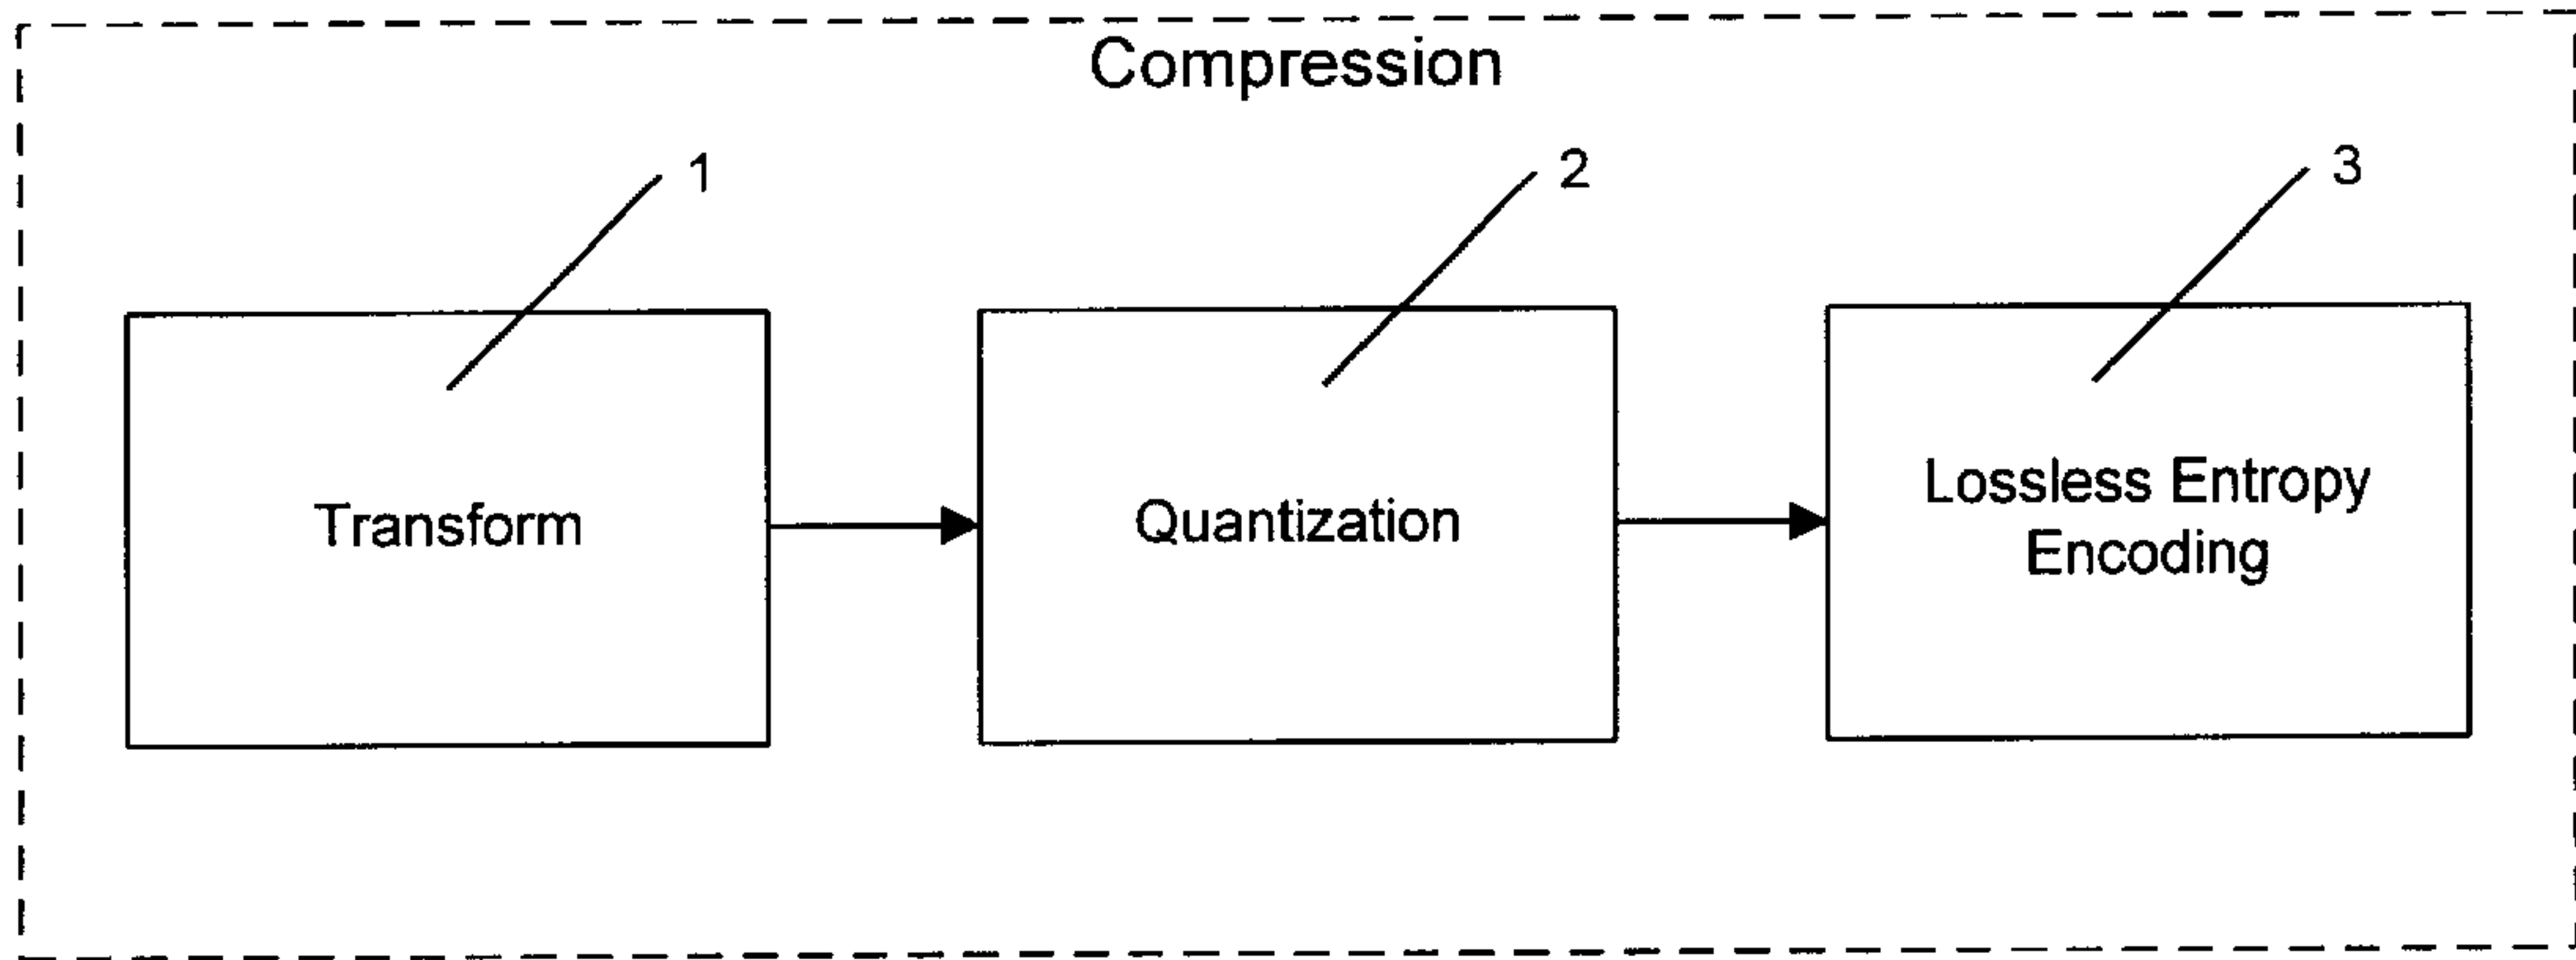 Compression
1
2
3
Transform
Quantization
Lossless Entropy
Encoding